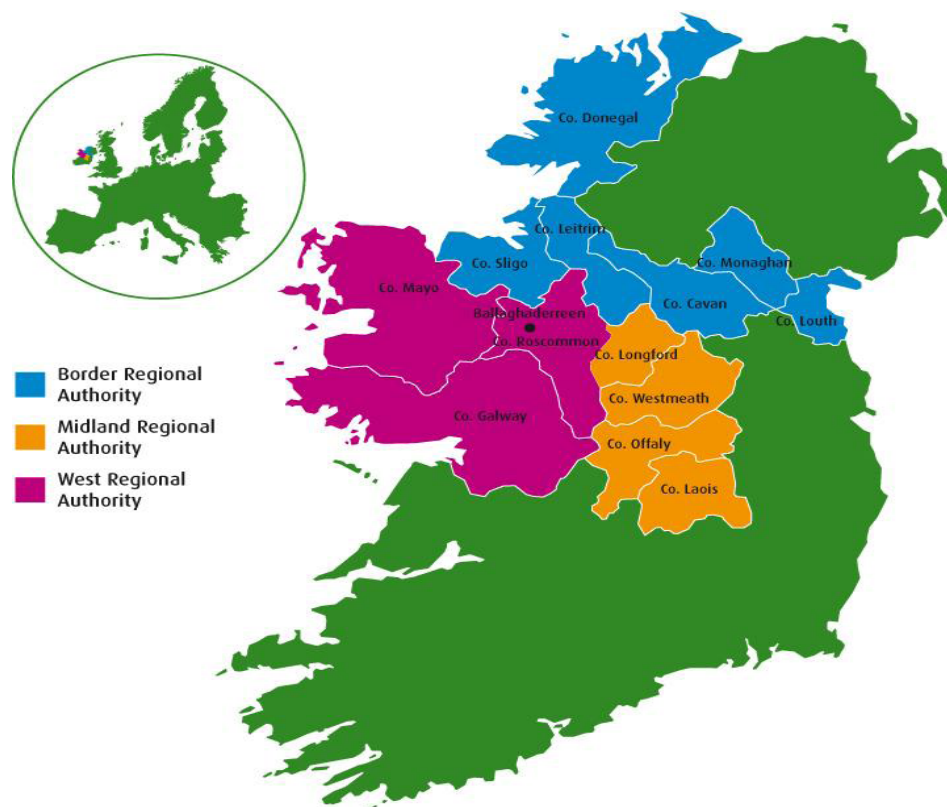 Co. Donegal
Co. Leitrim
Co. Monaghan
Co. Sligo
Co. Mayo
Co. Cavan
Ballaghaderreen
Co. Louth
Co. Roscommon
Co. Longford
Co. Westmeath
Co. Galway
Co. Offaly
Co. Laois
Border Regional
Authority
Midland Regional
Authority
West Regional
Authority